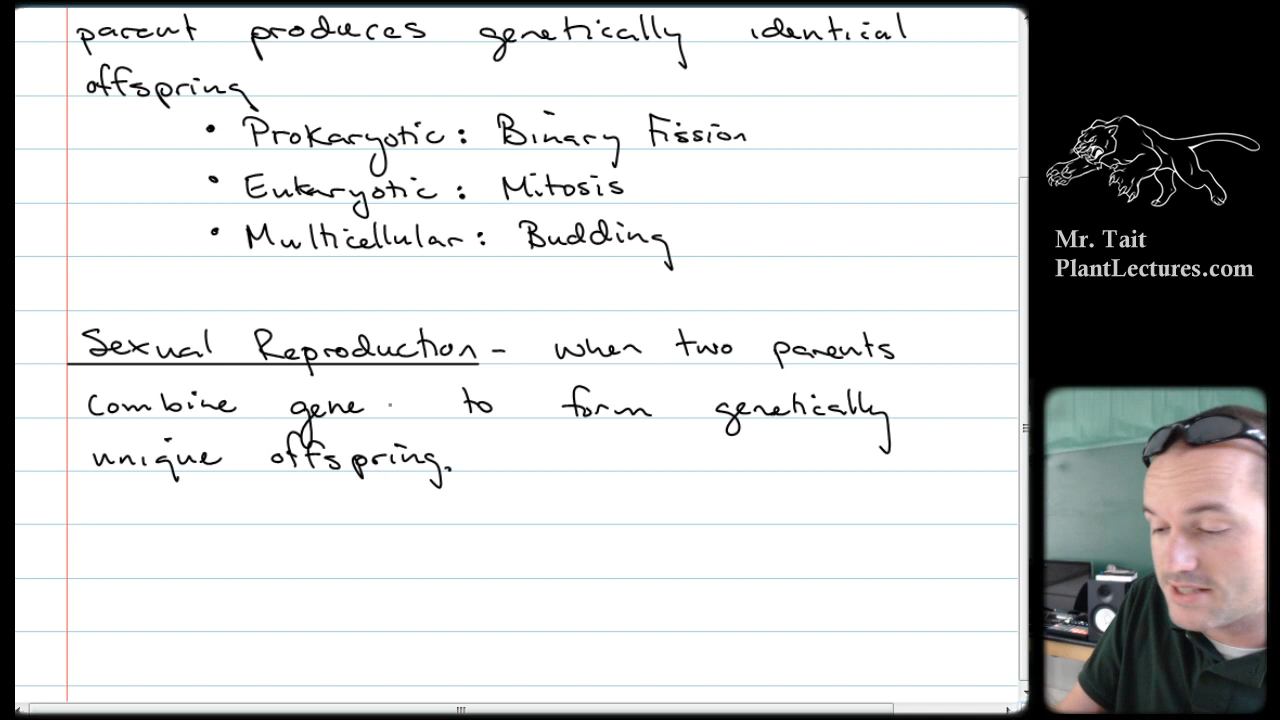 parent produces genetically identical
offspring
• Prokaryotic: Binary Fission
• Eukaryotic: Mitosis
• Multicellular: Budding
Sexual Reproduction - when two parents
combine gene to form genetically
unique offspring.
Mr. Tait
PlantLectures.com